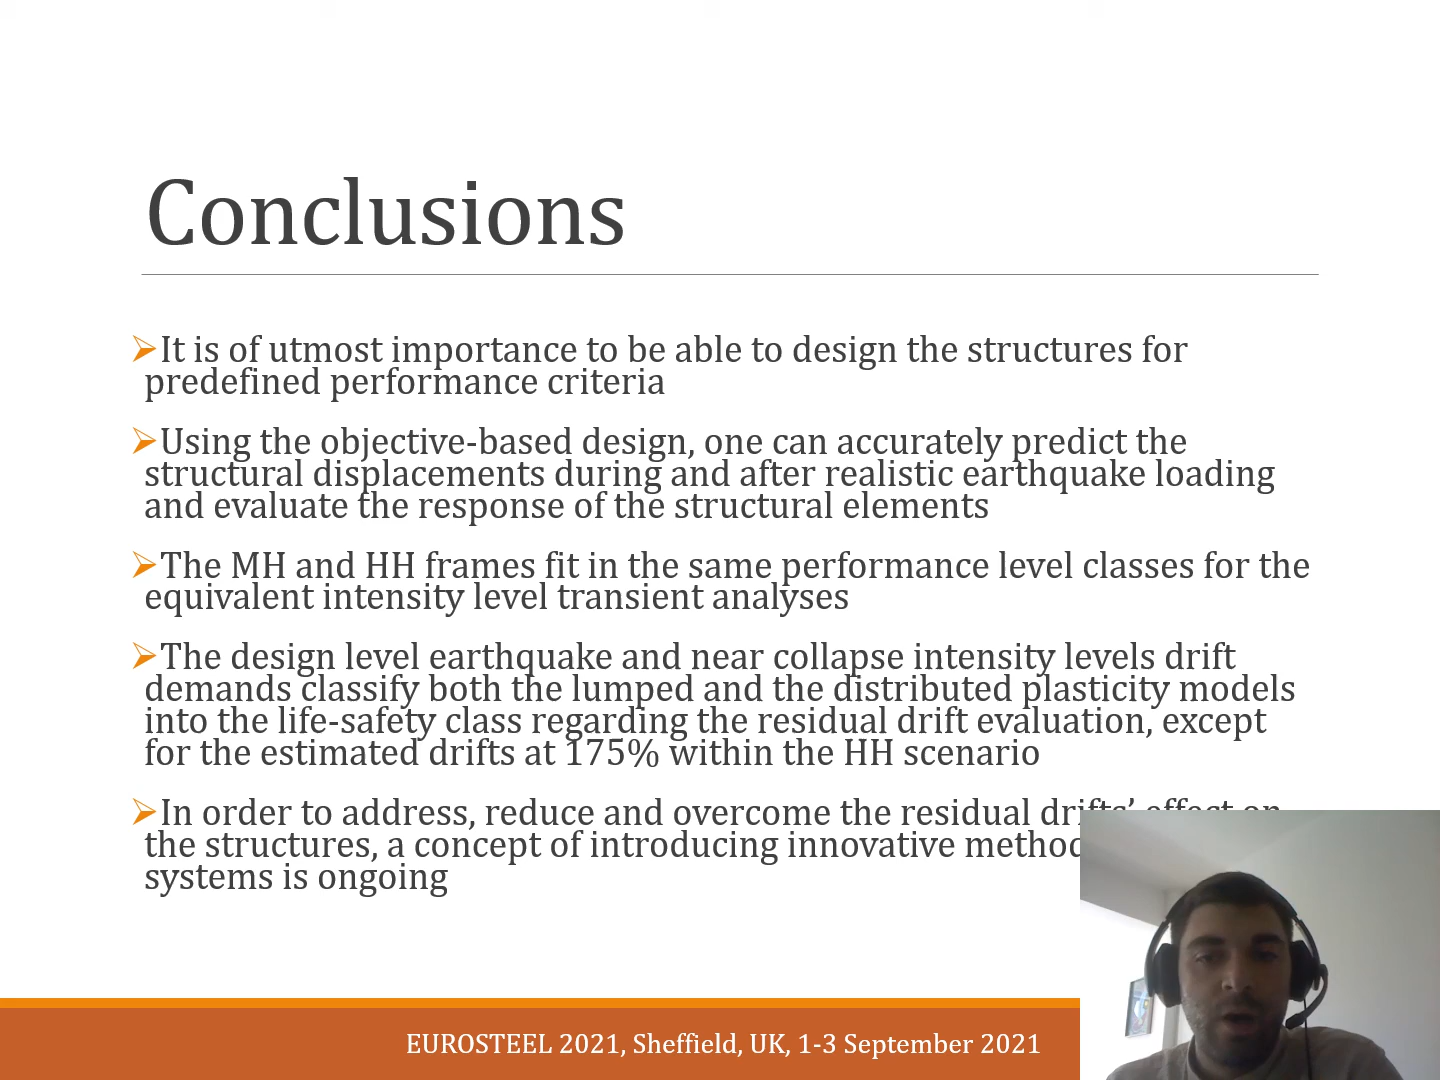 Conclusions
It is of utmost importance to be able to design the structures for
predefined performance criteria
Using the objective-based design, one can accurately predict the
structural displacements during and after realistic earthquake loading
and evaluate the response of the structural elements
The MH and HH frames fit in the same performance level classes for the
equivalent intensity level transient analyses
The design level earthquake and near collapse intensity levels drift
demands classify both the lumped and the distributed plasticity models
into the life-safety class regarding the residual drift evaluation, except
for the estimated drifts at 175% within the HH scenario
In order to address, reduce and overcome the residual drifts' effect on
the structures, a concept of introducing innovative
systems is ongoing
EUROSTEEL 2021, Sheffield, UK, 1-3 September 2021